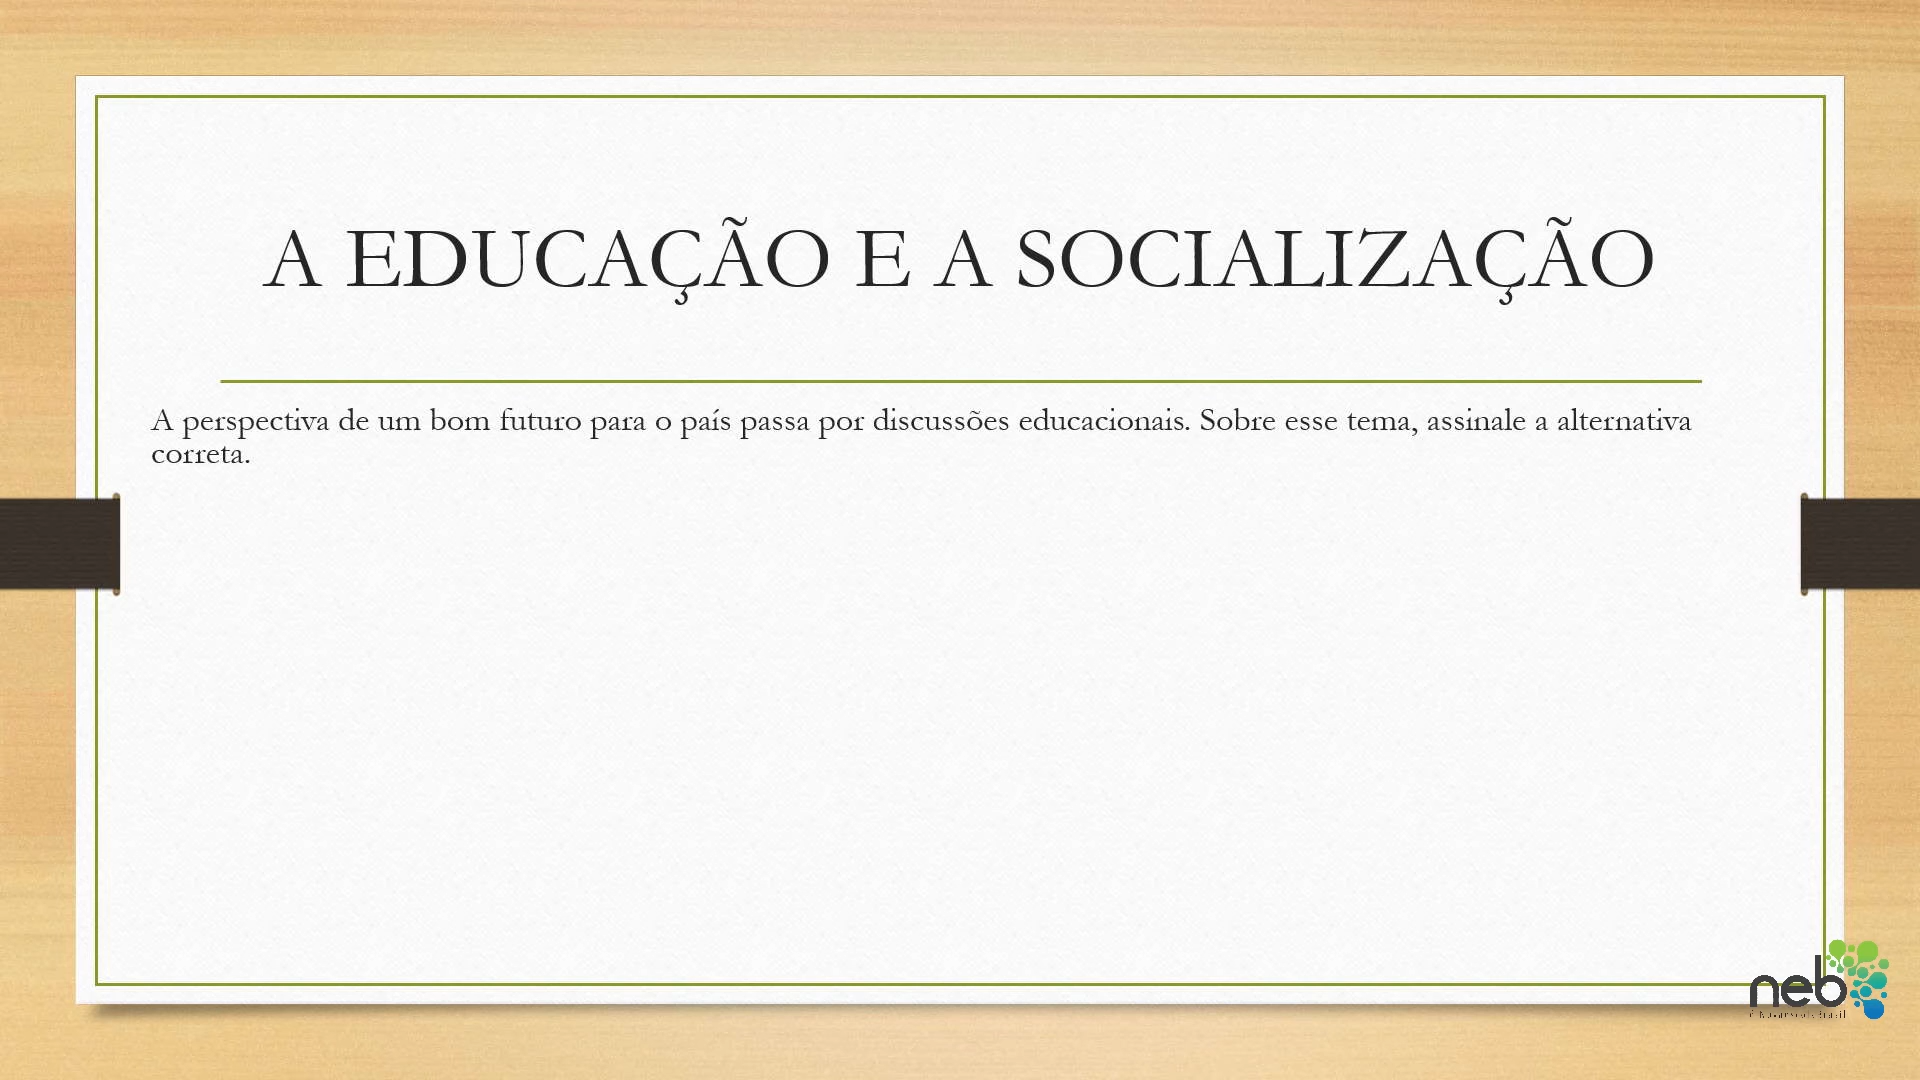 A EDUCAÇÃO E A SOCIALIZAÇÃO
A perspectiva de um bom futuro para o país passa por discussões educacionais. Sobre esse tema, assinale a alternativa
correta.
neb